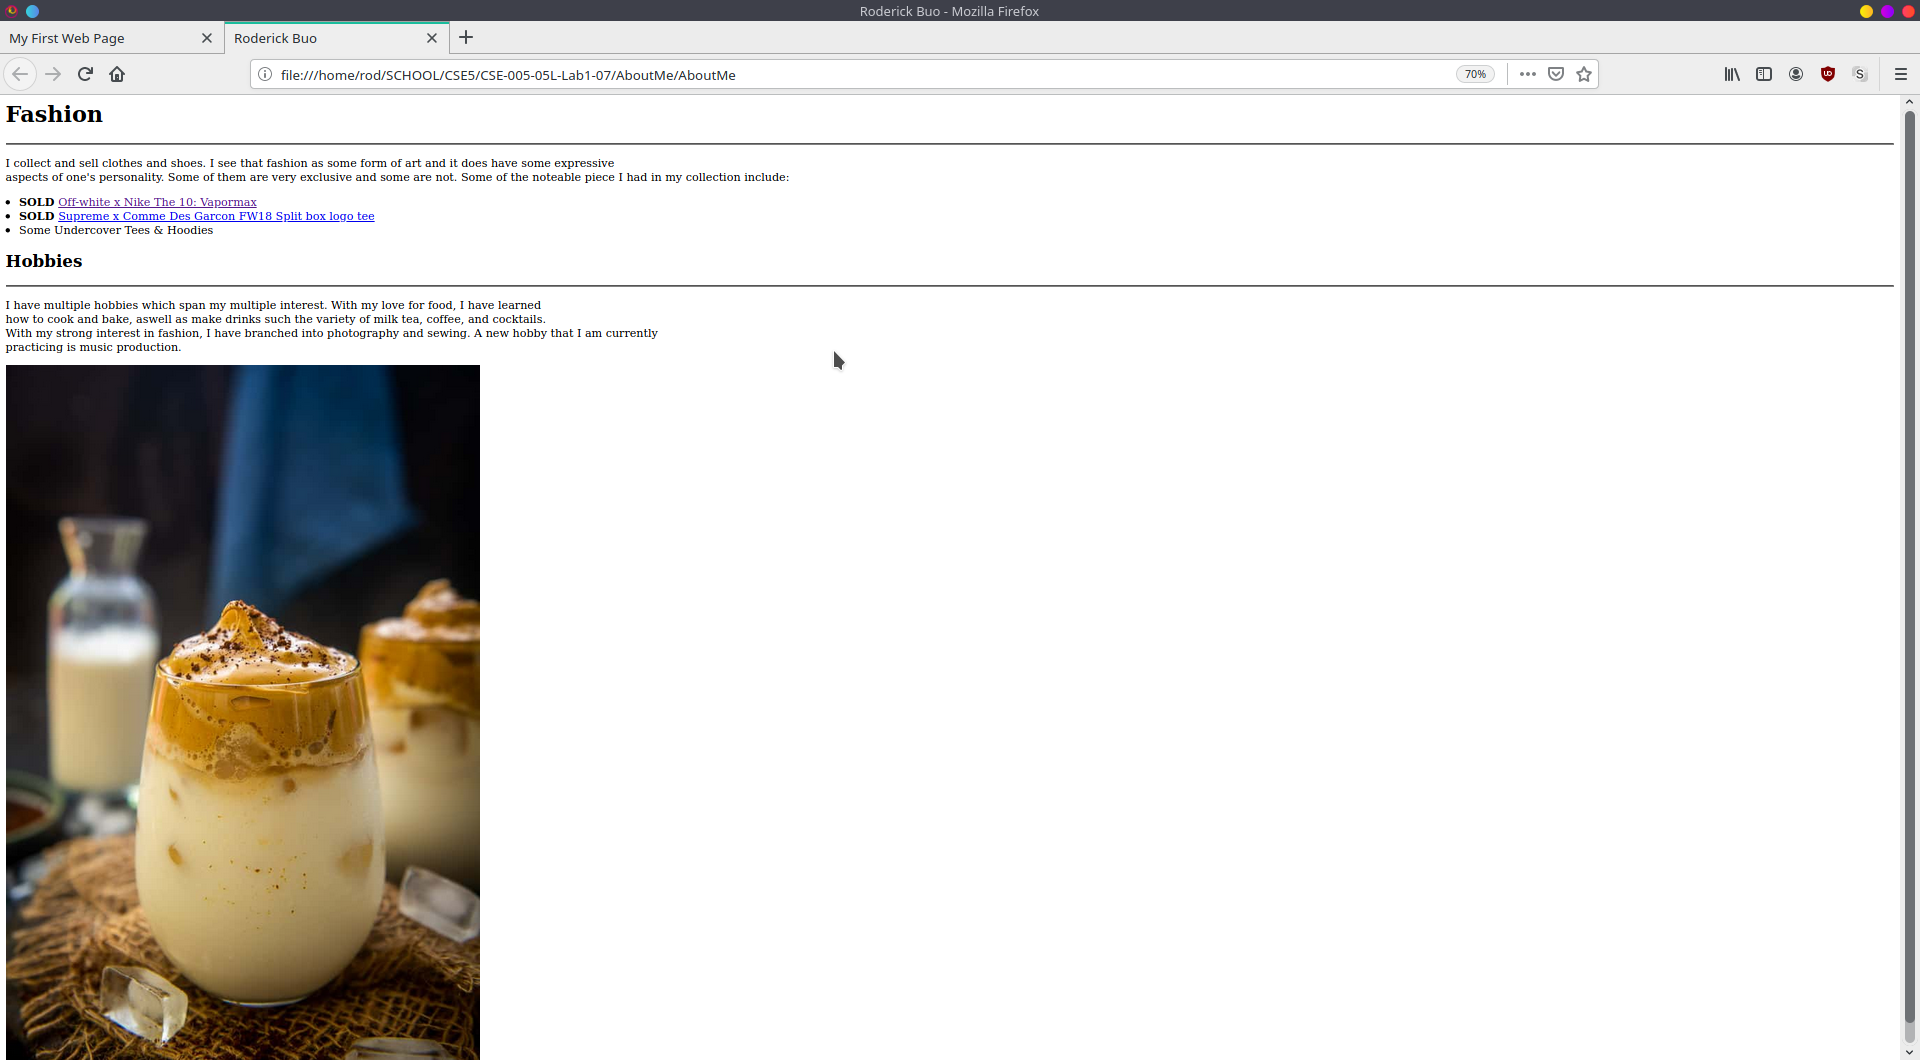 Roderick Buo - Mozilla Firefox
My First Web Page
Roderick Buo
file:///home/rod/SCHOOL/CSE5/CSE-005-05L-Lab1-07/AboutMe/AboutMe
70%
S
Fashion
I collect and sell clothes and shoes. I see that fashion as some form of art and it does have some expressive
aspects of one's personality. Some of them are very exclusive and some are not. Some of the noteable piece I had in my collection include:
• SOLD Off-white x Nike The 10: Vapormax
• SOLD Supreme x Comme Des Garcon FW18 Split box logo tee
• Some Undercover Tees & Hoodies
Hobbies
I have multiple hobbies which span my multiple interest. With my love for food, I have learned
how to cook and bake, aswell as make drinks such the variety of milk tea, coffee, and cocktails.
With my strong interest in fashion, I have branched into photography and sewing. A new hobby that I am currently
practicing is music production.